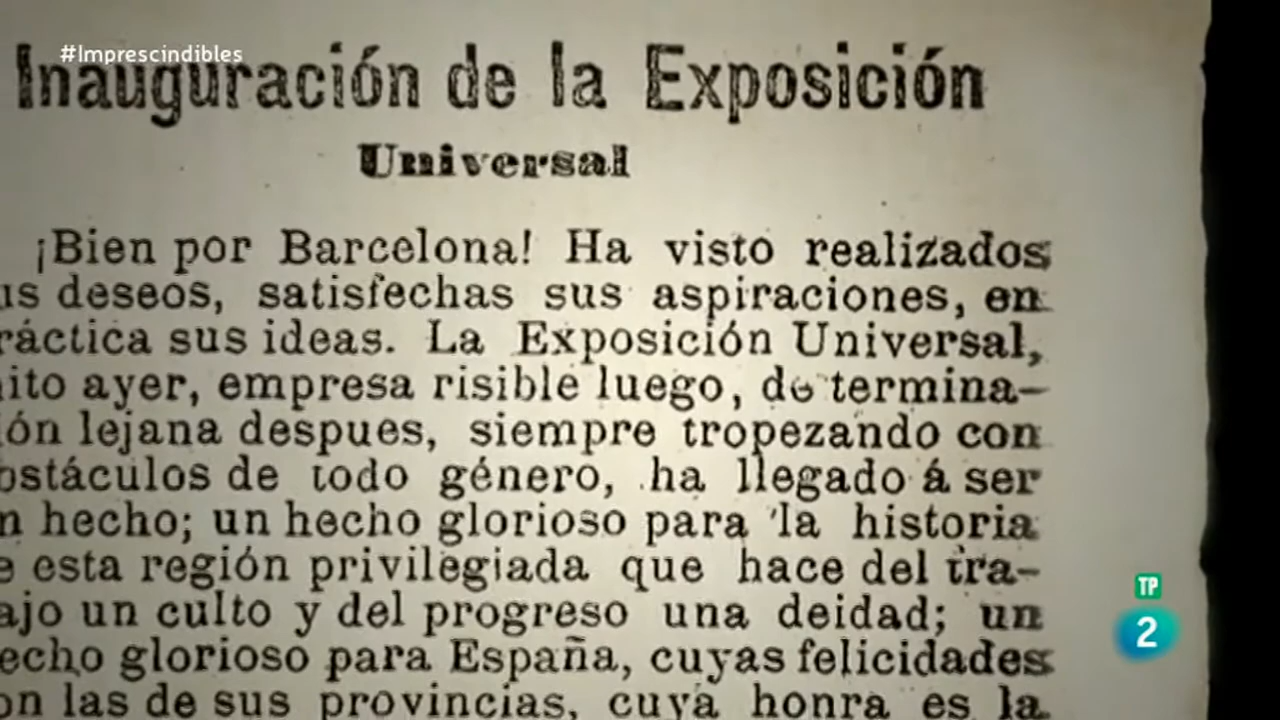 #Imprescindibles
Inauguración de la Exposición
Universal
¡Bien por Barcelona! Ha visto realizados
us deseos, satisfechas sus aspiraciones, en
ráctica sus ideas. La Exposición Universal,
ito ayer, empresa risible luego, de termina-
ión lejana despues, siempre tropezando con
bstáculos de todo género, ha llegado á ser
n hecho; un hecho glorioso para la historia
e esta región privilegiada que hace del tra-
ajo un culto y del progreso una deidad; un
echo glorioso para España, cuyas felicidades
on las de sus provincias, cuya honra es la
TP
2